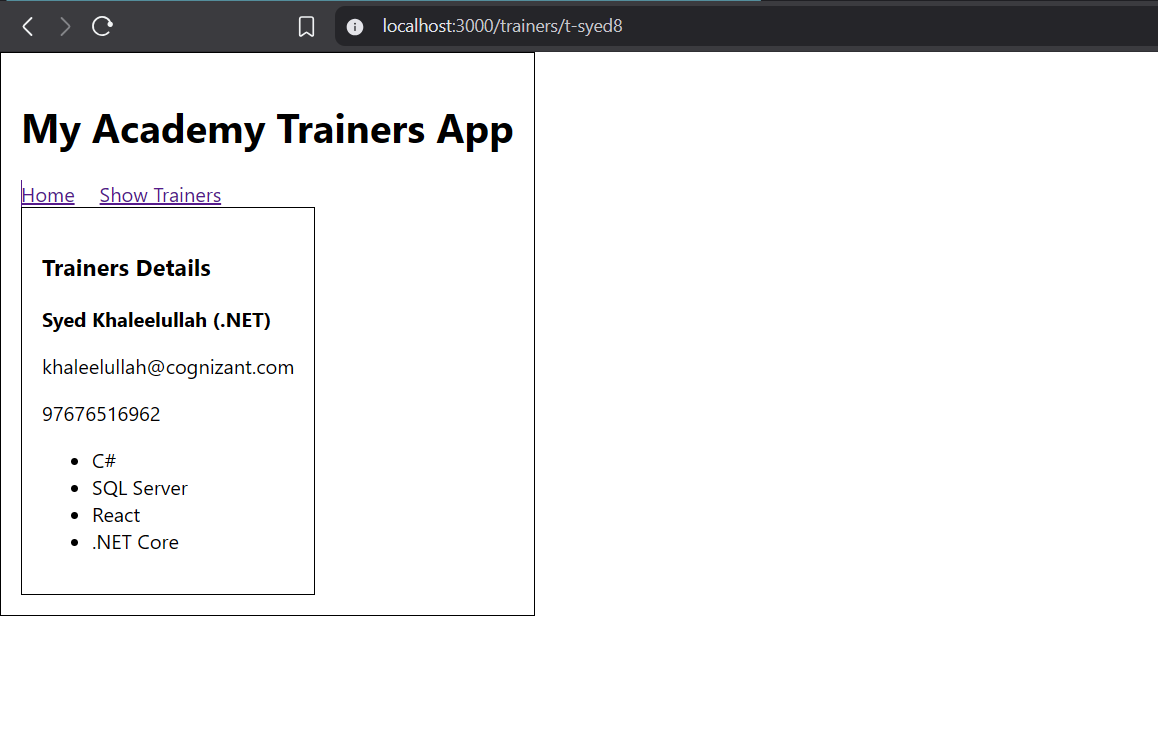 localhost:3000/trainers/t-syed8
My Academy Trainers App
Home Show Trainers
Trainers Details
Syed Khaleelullah (.NET)
khaleelullah@cognizant.com
97676516962
C#
SQL Server
React
.NET Core